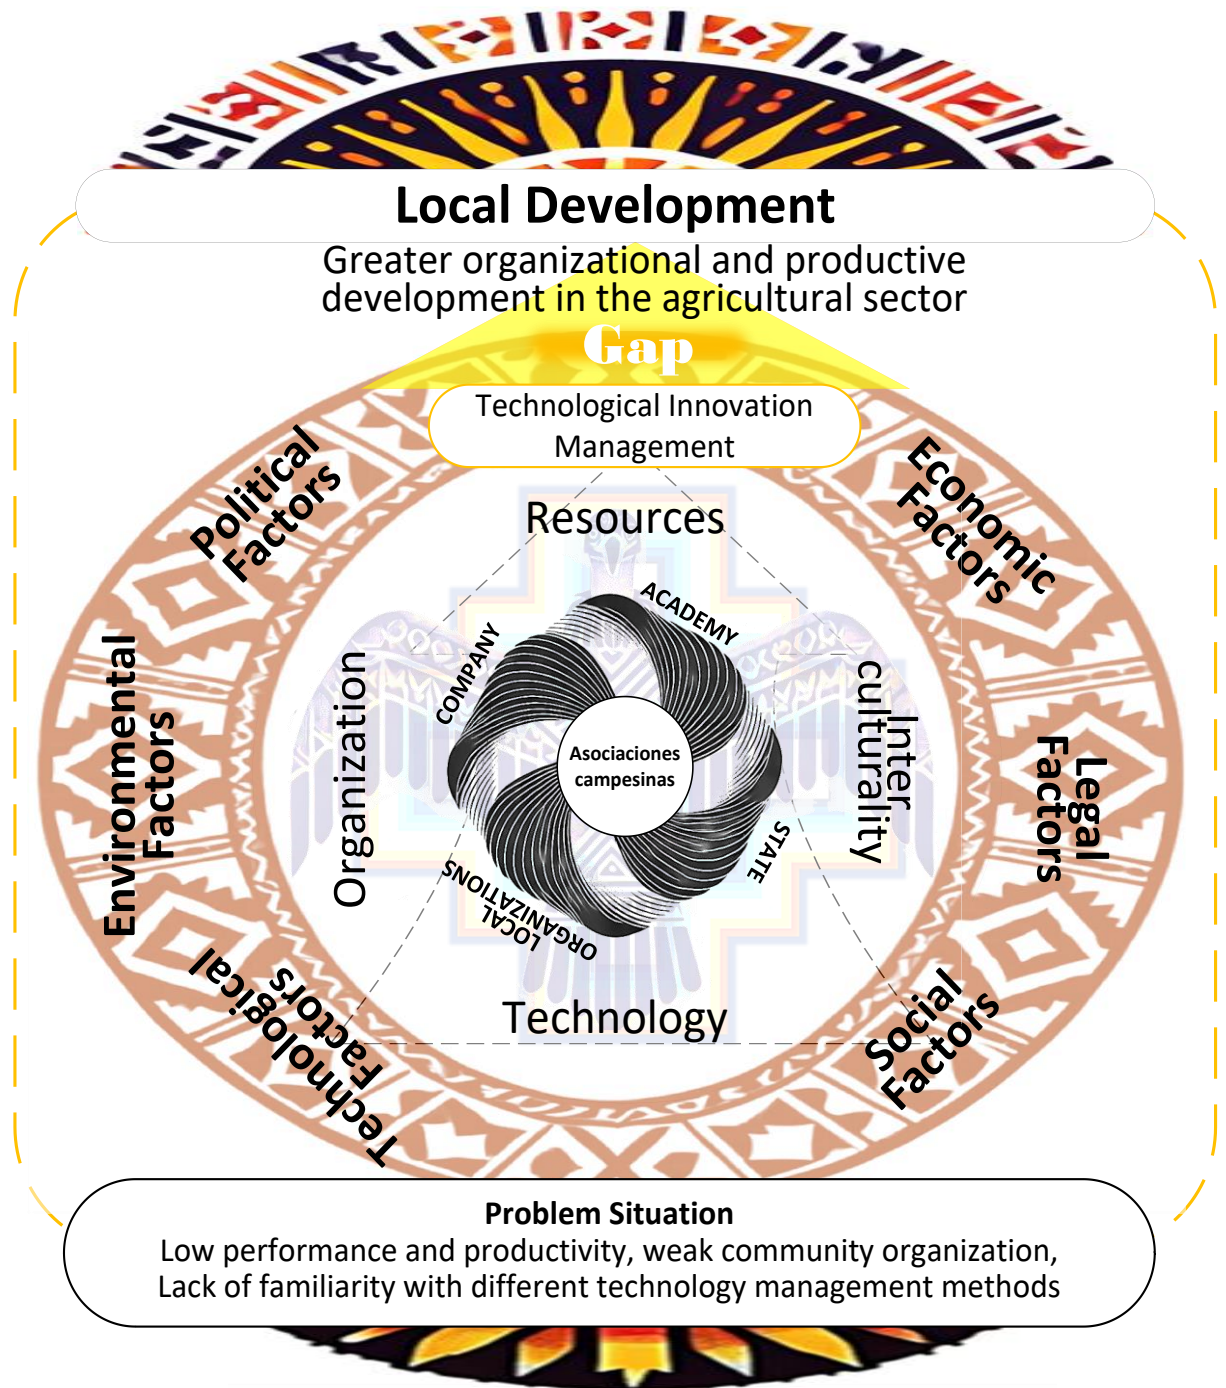 Local Development
Greater organizational and productive
development in the agricultural sector
Gap
Technological Innovation
Management
Political
Factors
Economic
Factors
Resources
ACADEMY
COMPANY
Environmental
Factors
Organization
Asociaciones
campesinas
Inter
culturality
Legal
Factors
STATE
LOCAL
ORGANIZATIONS
Technological
Factors
Technology
Social
Factors
Problem Situation
Low performance and productivity, weak community organization,
Lack of familiarity with different technology management methods